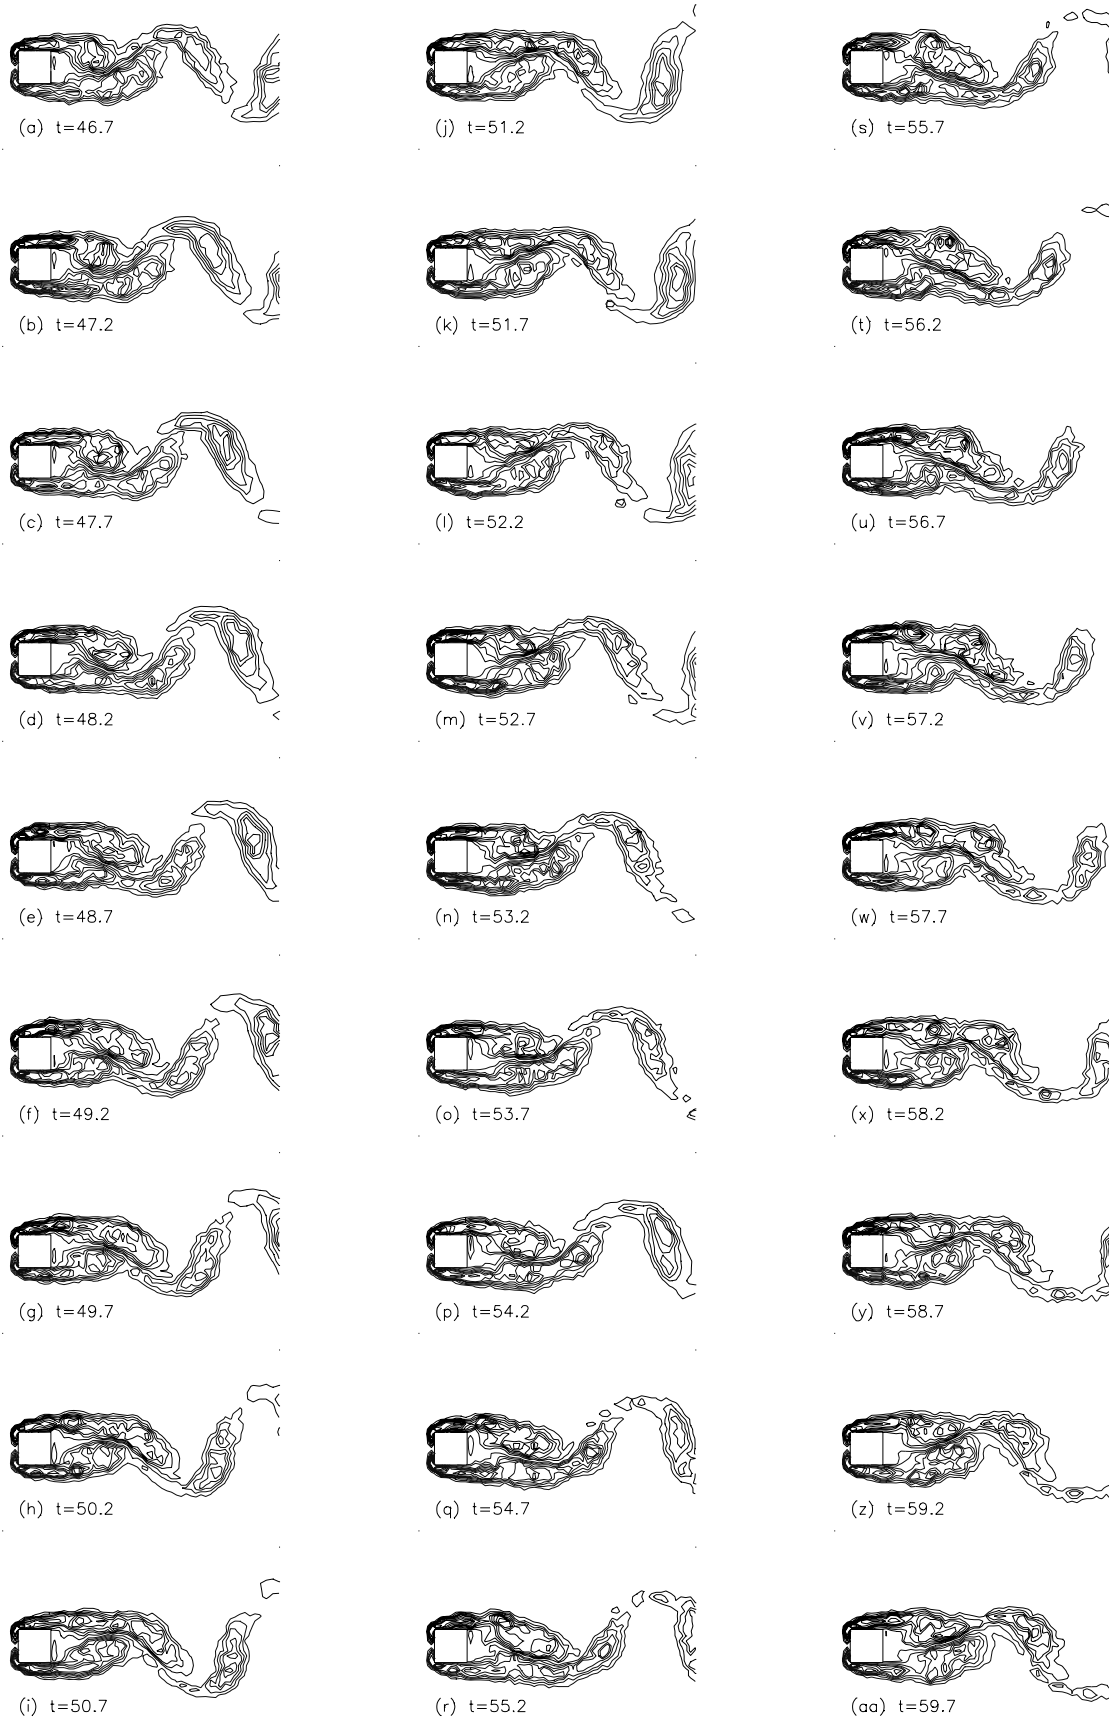 (a) t=46.7
(b) t=47.2
(c) t=47.7
(d) t=48.2
(e) t=48.7
(f) t=49.2
(g) t=49.7
(h) t=50.2
(i) t=50.7
(j) t=51.2
(k) t=51.7
(l) t=52.2
(m) t=52.7
(n) t=53.2
(o) t=53.7
(p) t=54.2
(q) t=54.7
(r) t=55.2
(s) t=55.7
(t) t=56.2
(u) t=56.7
(v) t=57.2
(w) t=57.7
(x) t=58.2
(y) t=58.7
(z) t=59.2
(aa) t=59.7